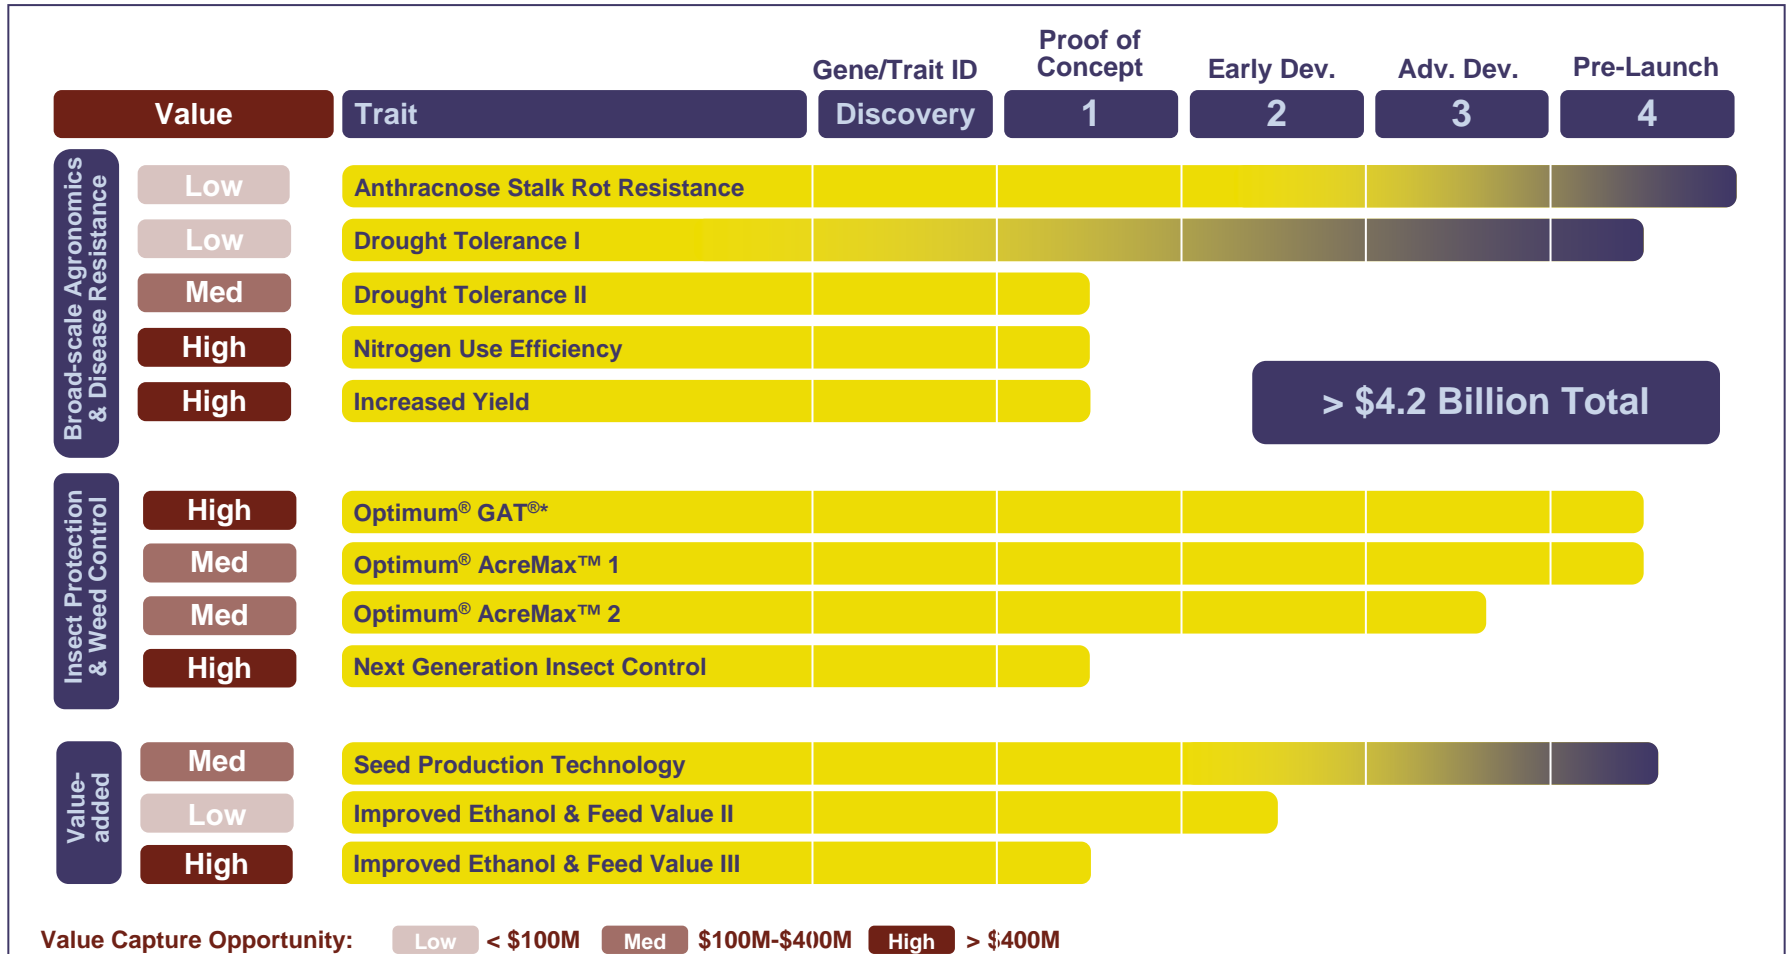 Gene/Trait ID
Proof of
Concept
Early Dev.
Adv. Dev.
Pre-Launch
Value
Trait
Discovery
1
2
3
4
Broad-scale Agronomics
& Disease Resistance
Low
Anthracnose Stalk Rot Resistance
Low
Drought Tolerance I
Med
Drought Tolerance II
High
Nitrogen Use Efficiency
High
Increased Yield
> $4.2 Billion Total
Insect Protection
& Weed Control
High
Optimum® GAT®*
Med
Optimum® AcreMax™ 1
Med
Optimum® AcreMax™ 2
High
Next Generation Insect Control
Value-
added
Med
Seed Production Technology
Low
Improved Ethanol & Feed Value II
High
Improved Ethanol & Feed Value III
Value Capture Opportunity: Low < $100M Med $100M-$400M High > $400M